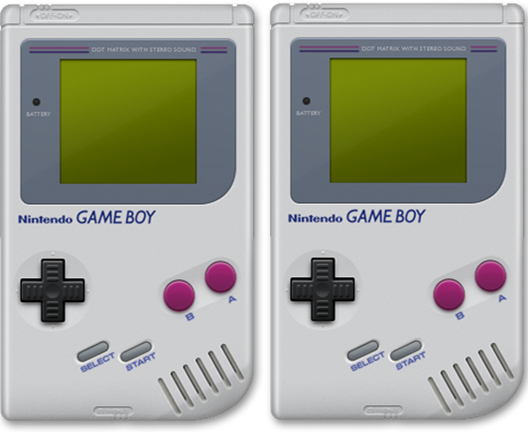 OFF•ON
DOT MATRIX WITH STEREO SOUND
BATTERY
Nintendo GAME BOY
B A
SELECT START
OFF•ON
DOT MATRIX WITH STEREO SOUND
BATTERY
Nintendo GAME BOY
B A
SELECT START